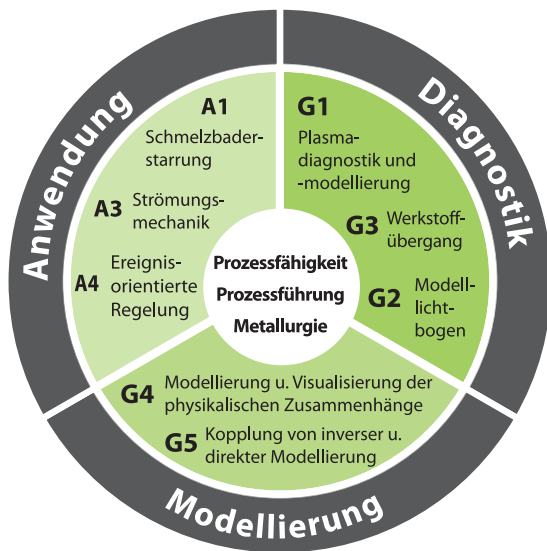 Anwendung
Diagnostik
Modellierung
A1
Schmelzbader-
starrung
A3 Strömungs-
mechanik
A4 Ereignis-
orientierte
Regelung
G1
Plasma-
diagnostik und
-modellierung
G3 Werkstoff-
übergang
G2 Modell-
licht-
bogen
Prozessfähigkeit
Prozessführung
Metallurgie
G4 Modellierung u. Visualisierung der
physikalischen Zusammenhänge
G5 Kopplung von inverser u.
direkter Modellierung